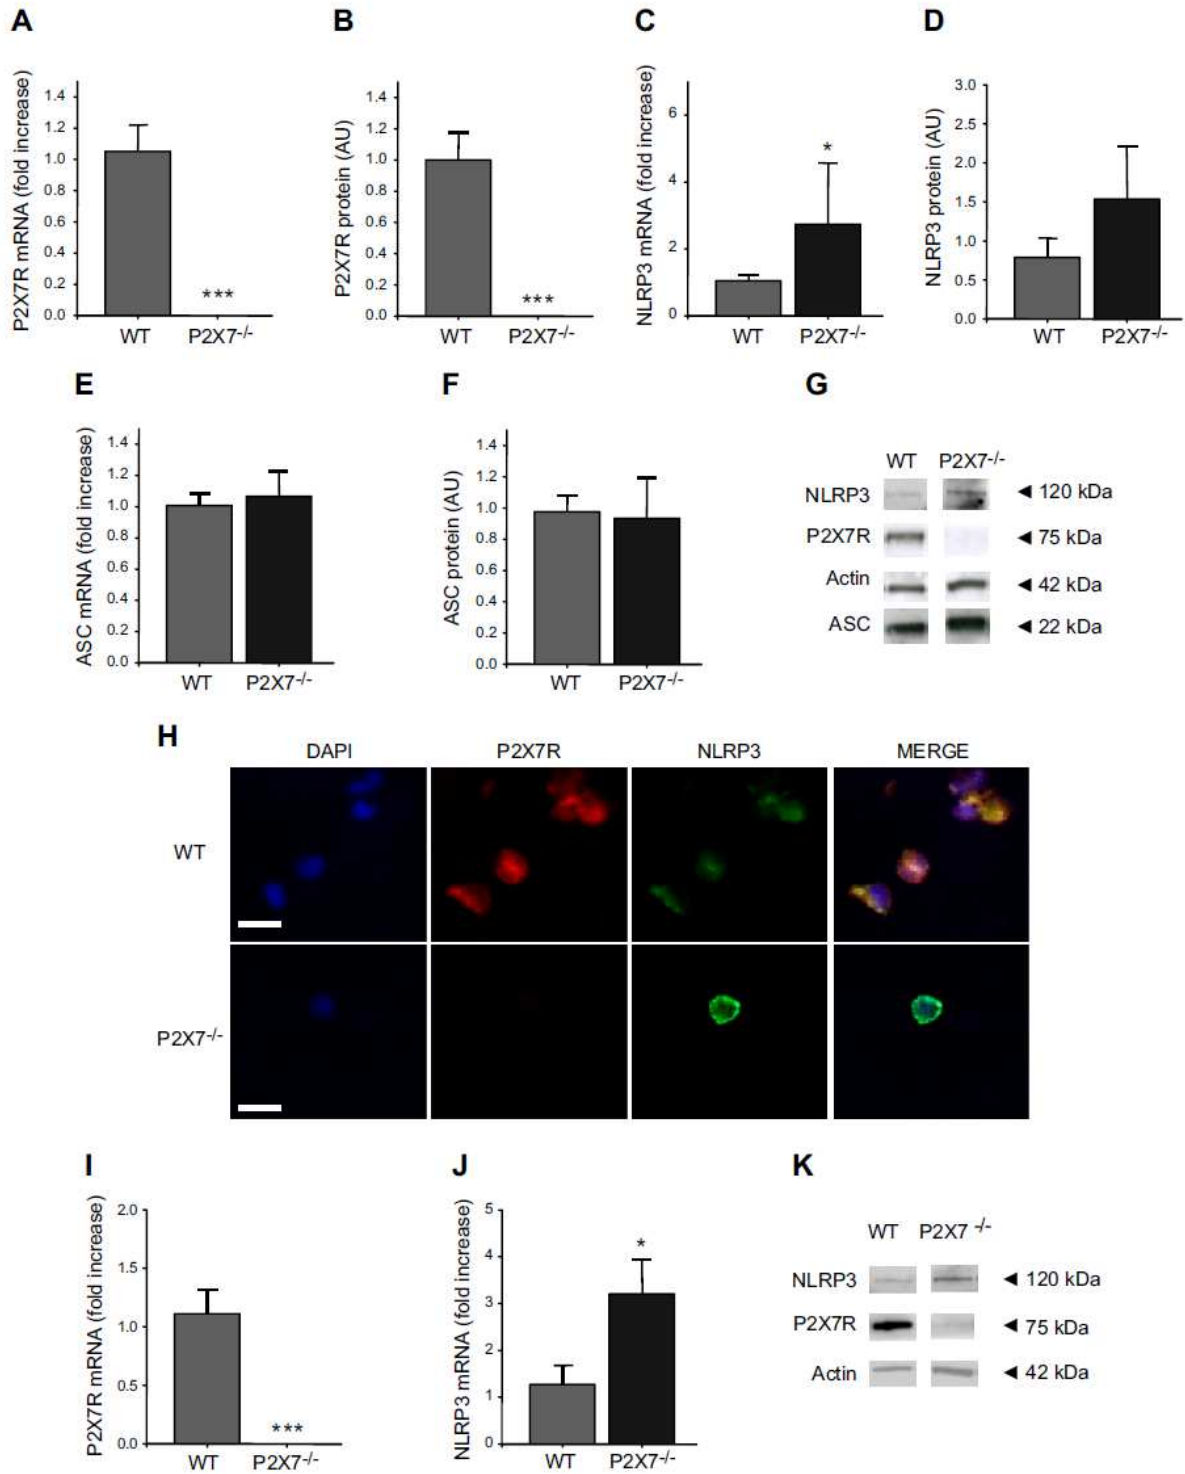 A
P2X7R mRNA (fold increase)
1.4
1.2
1.0
0.8
0.6
0.4
0.2
0.0
***
WT P2X7-/-
B
P2X7R protein (AU)
1.4
1.2
1.0
0.8
0.6
0.4
0.2
0.0
***
WT P2X7-/-
C
NLRP3 mRNA (fold increase)
6
4
2
0
*
WT P2X7-/-
D
NLRP3 protein (AU)
3.0
2.5
2.0
1.5
1.0
0.5
0.0
WT P2X7-/-
E
ASC mRNA (fold increase)
1.4
1.2
1.0
0.8
0.6
0.4
0.2
0.0
WT P2X7-/-
F
ASC protein (AU)
1.4
1.2
1.0
0.8
0.6
0.4
0.2
0.0
WT P2X7-/-
G
WT P2X7-/-
NLRP3 ◄ 120 kDa
P2X7R ◄ 75 kDa
Actin ◄ 42 kDa
ASC ◄ 22 kDa
H
DAPI P2X7R NLRP3 MERGE
WT
P2X7-/-
I
P2X7R mRNA (fold increase)
2.0
1.5
1.0
0.5
0.0
***
WT P2X7-/-
J
NLRP3 mRNA (fold increase)
5
4
3
2
1
0
*
WT P2X7-/-
K
WT P2X7 -/-
NLRP3 ◄ 120 kDa
P2X7R ◄ 75 kDa
Actin ◄ 42 kDa